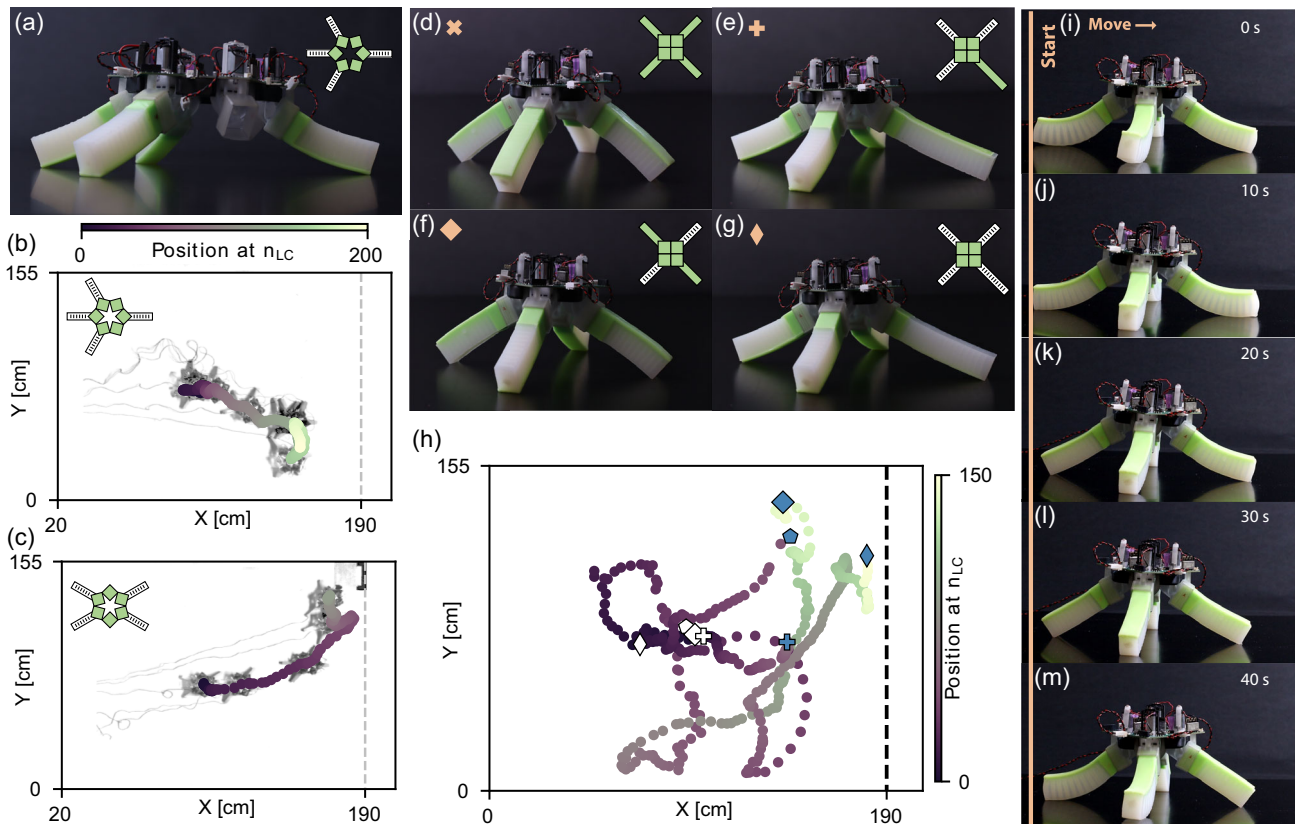 (a)
(b)
0
Position at n_LC
200
155
Y [cm]
0
20
X [cm]
190
(c)
155
Y [cm]
0
20
X [cm]
190
(d)
(e)
(f)
(g)
(h)
155
Y [cm]
0
0
X [cm]
190
150
Position at n_LC
0
Start
(i)
Move
0 s
(j)
10 s
(k)
20 s
(l)
30 s
(m)
40 s